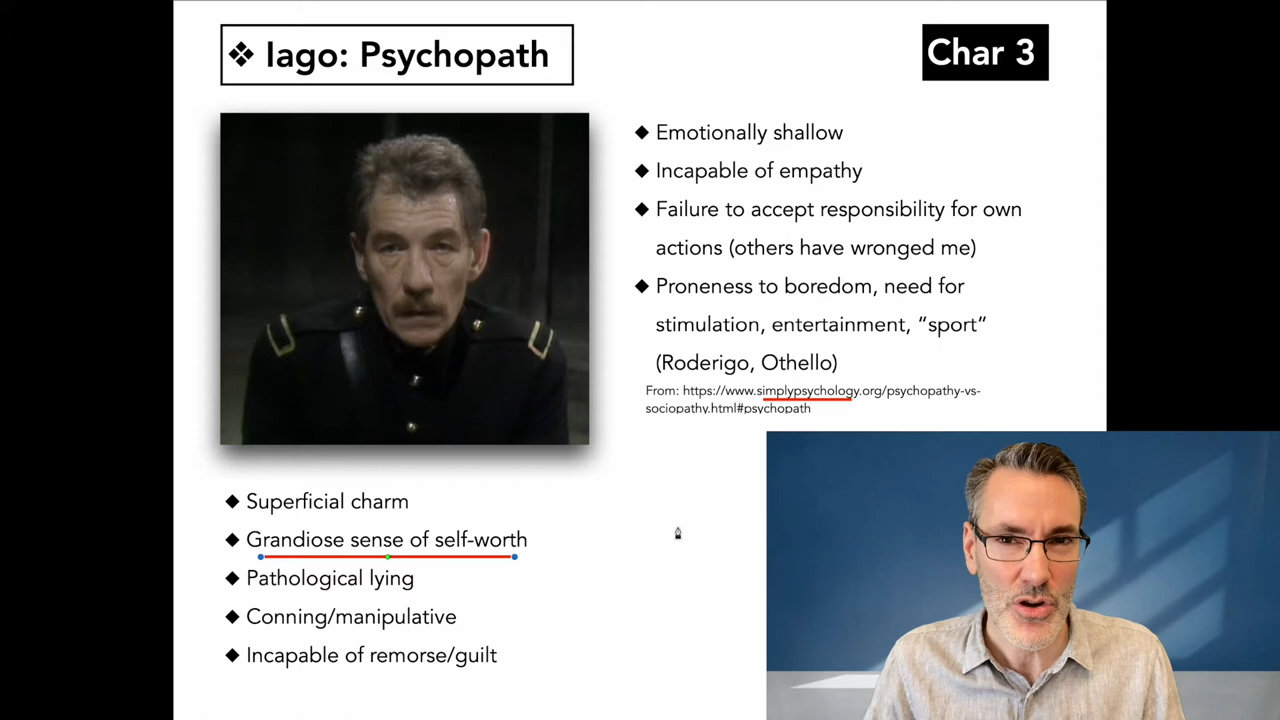 ❖ Iago: Psychopath
Char 3
◆ Emotionally shallow
◆ Incapable of empathy
◆ Failure to accept responsibility for own
actions (others have wronged me)
◆ Proneness to boredom, need for
stimulation, entertainment, “sport”
(Roderigo, Othello)
From: https://www.simplypsychology.org/psychopathy-vs-
sociopathy.html#psychopath
◆ Superficial charm
◆ Grandiose sense of self-worth
◆ Pathological lying
◆ Conning/manipulative
◆ Incapable of remorse/guilt